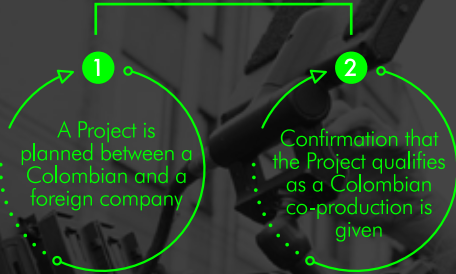 1
A Project is
planned between a
Colombian and a
foreign company
2
Confirmation that
the Project qualifies
as a Colombian
co-production is
given